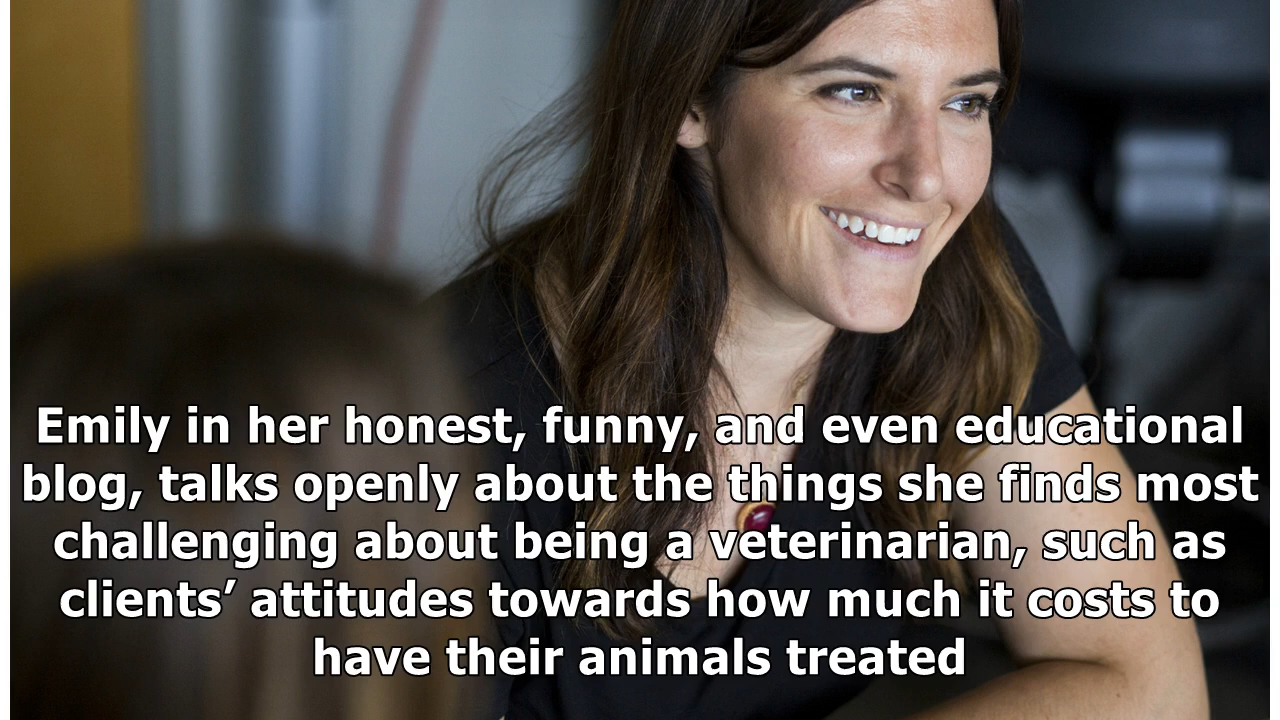 Emily in her honest, funny, and even educational
blog, talks openly about the things she finds most
challenging about being a veterinarian, such as
clients’ attitudes towards how much it costs to
have their animals treated